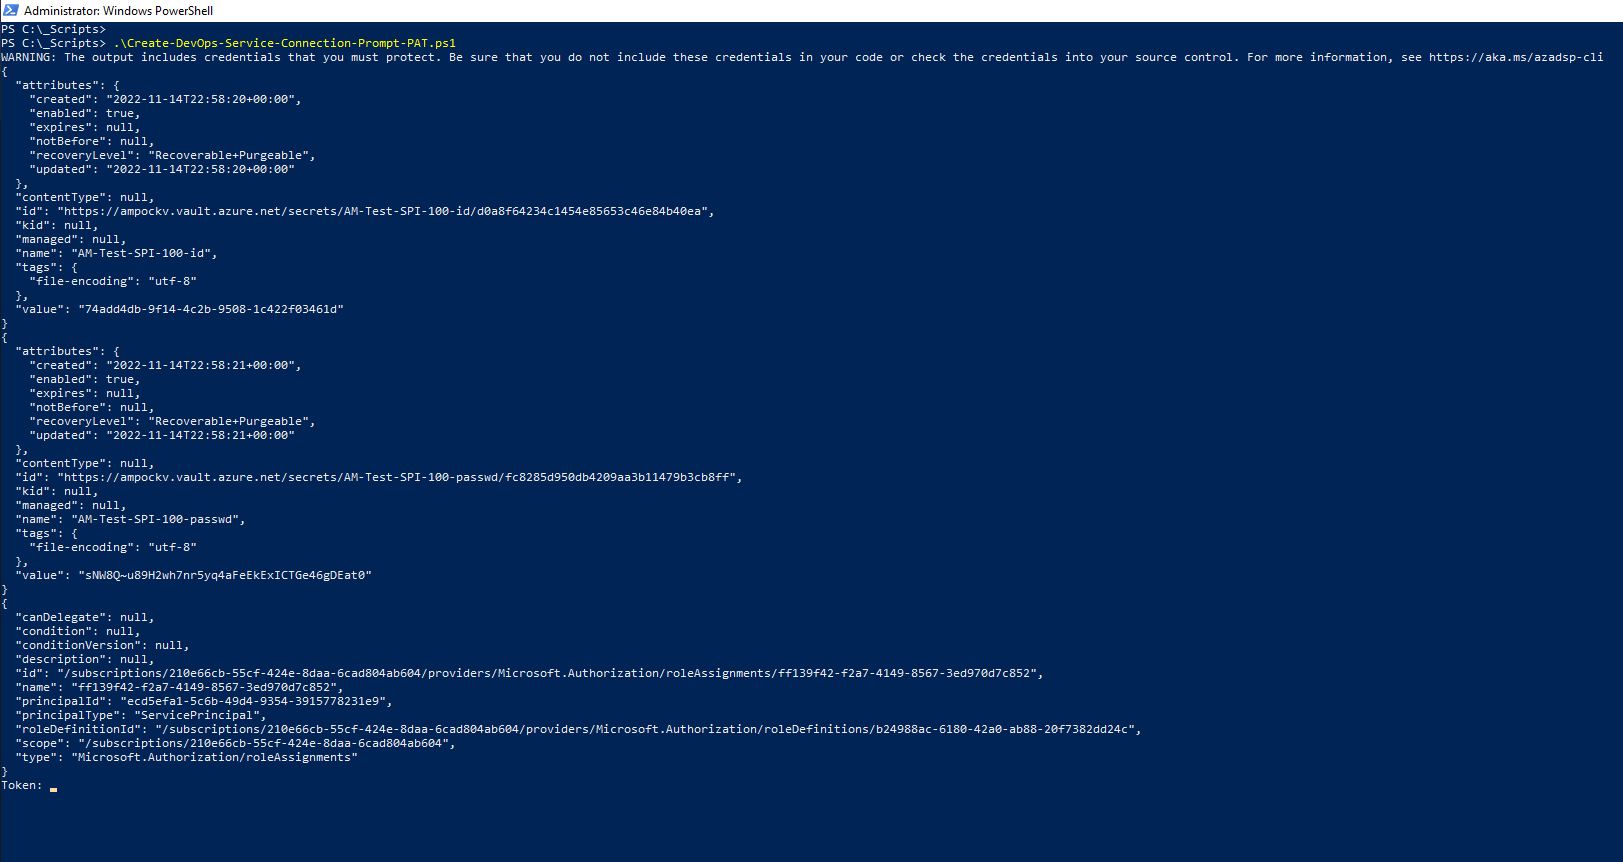 Administrator: Windows PowerShell
PS C:\_Scripts>
PS C:\_Scripts> .\Create-DevOps-Service-Connection-Prompt-PAT.ps1
WARNING: The output includes credentials that you must protect. Be sure that you do not include these credentials in your code or check the credentials into your source control. For more information, see https://aka.ms/azadsp-cli
{
  "attributes": {
    "created": "2022-11-14T22:58:20+00:00",
    "enabled": true,
    "expires": null,
    "notBefore": null,
    "recoveryLevel": "Recoverable+Purgeable",
    "updated": "2022-11-14T22:58:20+00:00"
  },
  "contentType": null,
  "id": "https://ampockv.vault.azure.net/secrets/AM-Test-SPI-100-id/d0a8f64234c1454e85653c46e84b40ea",
  "kid": null,
  "managed": null,
  "name": "AM-Test-SPI-100-id",
  "tags": {
    "file-encoding": "utf-8"
  },
  "value": "74add4db-9f14-4c2b-9508-1c422f03461d"
}
{
  "attributes": {
    "created": "2022-11-14T22:58:21+00:00",
    "enabled": true,
    "expires": null,
    "notBefore": null,
    "recoveryLevel": "Recoverable+Purgeable",
    "updated": "2022-11-14T22:58:21+00:00"
  },
  "contentType": null,
  "id": "https://ampockv.vault.azure.net/secrets/AM-Test-SPI-100-passwd/fc8285d950db4209aa3b11479b3cb8ff",
  "kid": null,
  "managed": null,
  "name": "AM-Test-SPI-100-passwd",
  "tags": {
    "file-encoding": "utf-8"
  },
  "value": "sNW8Q~u89H2wh7nr5yq4aFeEkExICTGe46gDEat0"
}
{
  "canDelegate": null,
  "condition": null,
  "conditionVersion": null,
  "description": null,
  "id": "/subscriptions/210e66cb-55cf-424e-8daa-6cad804ab604/providers/Microsoft.Authorization/roleAssignments/ff139f42-f2a7-4149-8567-3ed970d7c852",
  "name": "ff139f42-f2a7-4149-8567-3ed970d7c852",
  "principalId": "ecd5efa1-5c6b-49d4-9354-3915778231e9",
  "principalType": "ServicePrincipal",
  "roleDefinitionId": "/subscriptions/210e66cb-55cf-424e-8daa-6cad804ab604/providers/Microsoft.Authorization/roleDefinitions/b24988ac-6180-42a0-ab88-20f7382dd24c",
  "scope": "/subscriptions/210e66cb-55cf-424e-8daa-6cad804ab604",
  "type": "Microsoft.Authorization/roleAssignments"
}
Token: